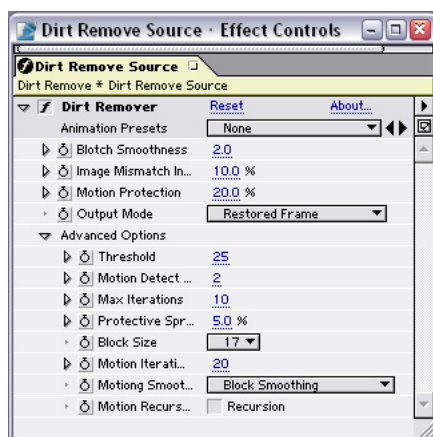 Dirt Remove Source · Effect Controls
Dirt Remove Source
Dirt Remove * Dirt Remove Source
Dirt Remover Reset About...
Animation Presets None
Blotch Smoothness 2.0
Image Mismatch In... 10.0 %
Motion Protection 20.0 %
Output Mode Restored Frame
Advanced Options
Threshold 25
Motion Detect ... 2
Max Iterations 10
Protective Spr... 5.0 %
Block Size 17
Motion Iterati... 20
Motiong Smoot... Block Smoothing
Motion Recurs... Recursion